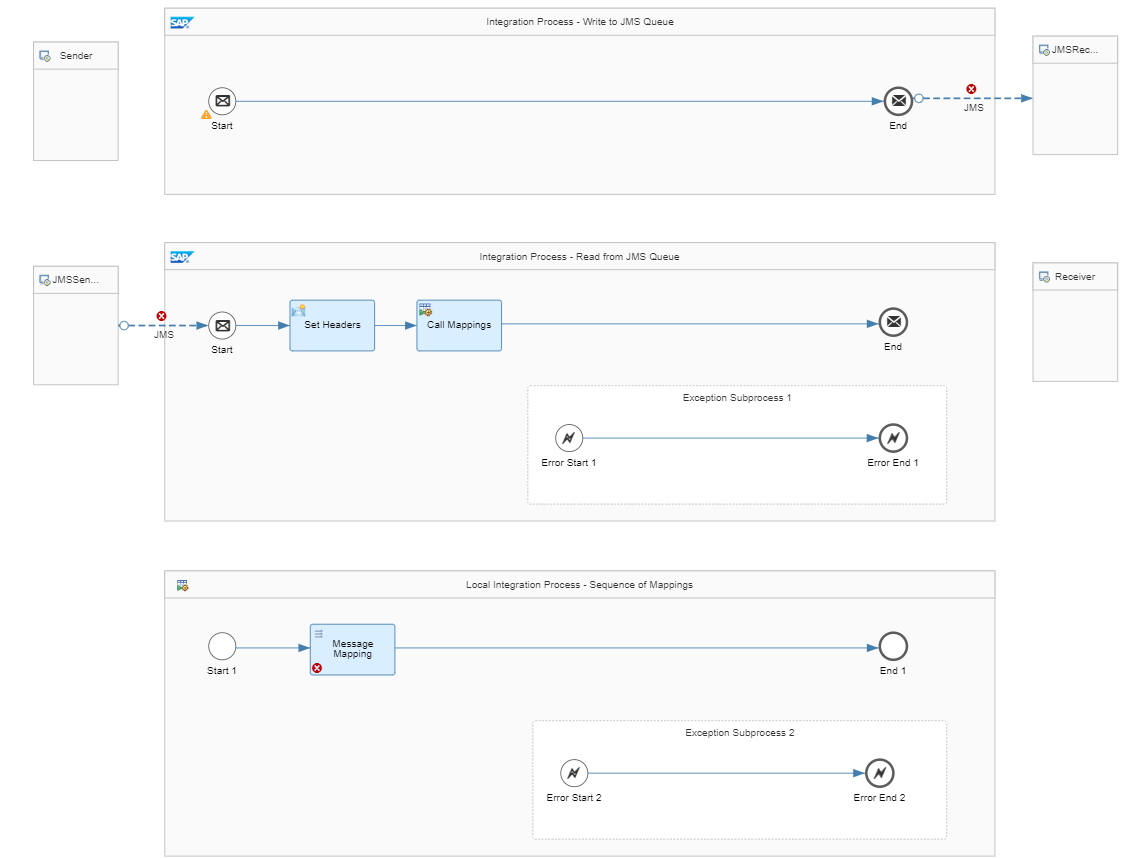 SAP
Integration Process - Write to JMS Queue
Sender
JMSRec...
Start
End
JMS
SAP
Integration Process - Read from JMS Queue
JMSSen...
Receiver
JMS
Start
Set Headers
Call Mappings
End
Exception Subprocess 1
Error Start 1
Error End 1
Local Integration Process - Sequence of Mappings
Start 1
Message
Mapping
End 1
Exception Subprocess 2
Error Start 2
Error End 2